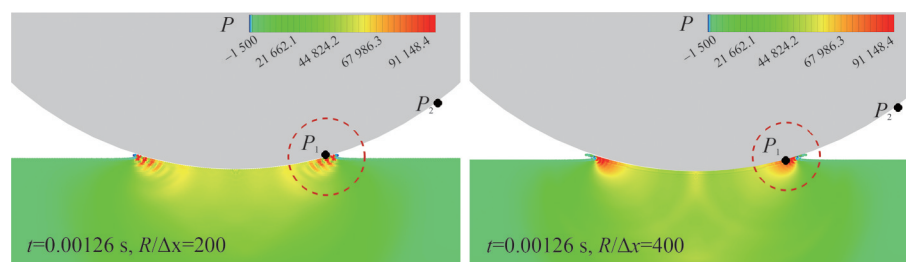 P
−1 500
21 662.1
44 824.2
67 986.3
91 148.4
P₂
P₁
t=0.00126 s, R/Δx=200
P
−1 500
21 662.1
44 824.2
67 986.3
91 148.4
P₂
P₁
t=0.00126 s, R/Δx=400